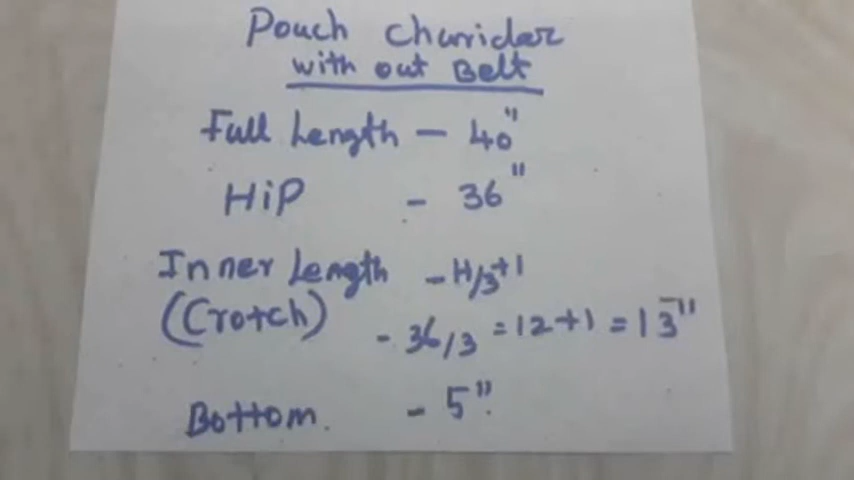 Pouch Churidar
with out Belt
Full Length - 40"
HiP - 36"
Inner Length - H/3+1
(Crotch) - 36/3 = 12+1 = 13"
Bottom. - 5"